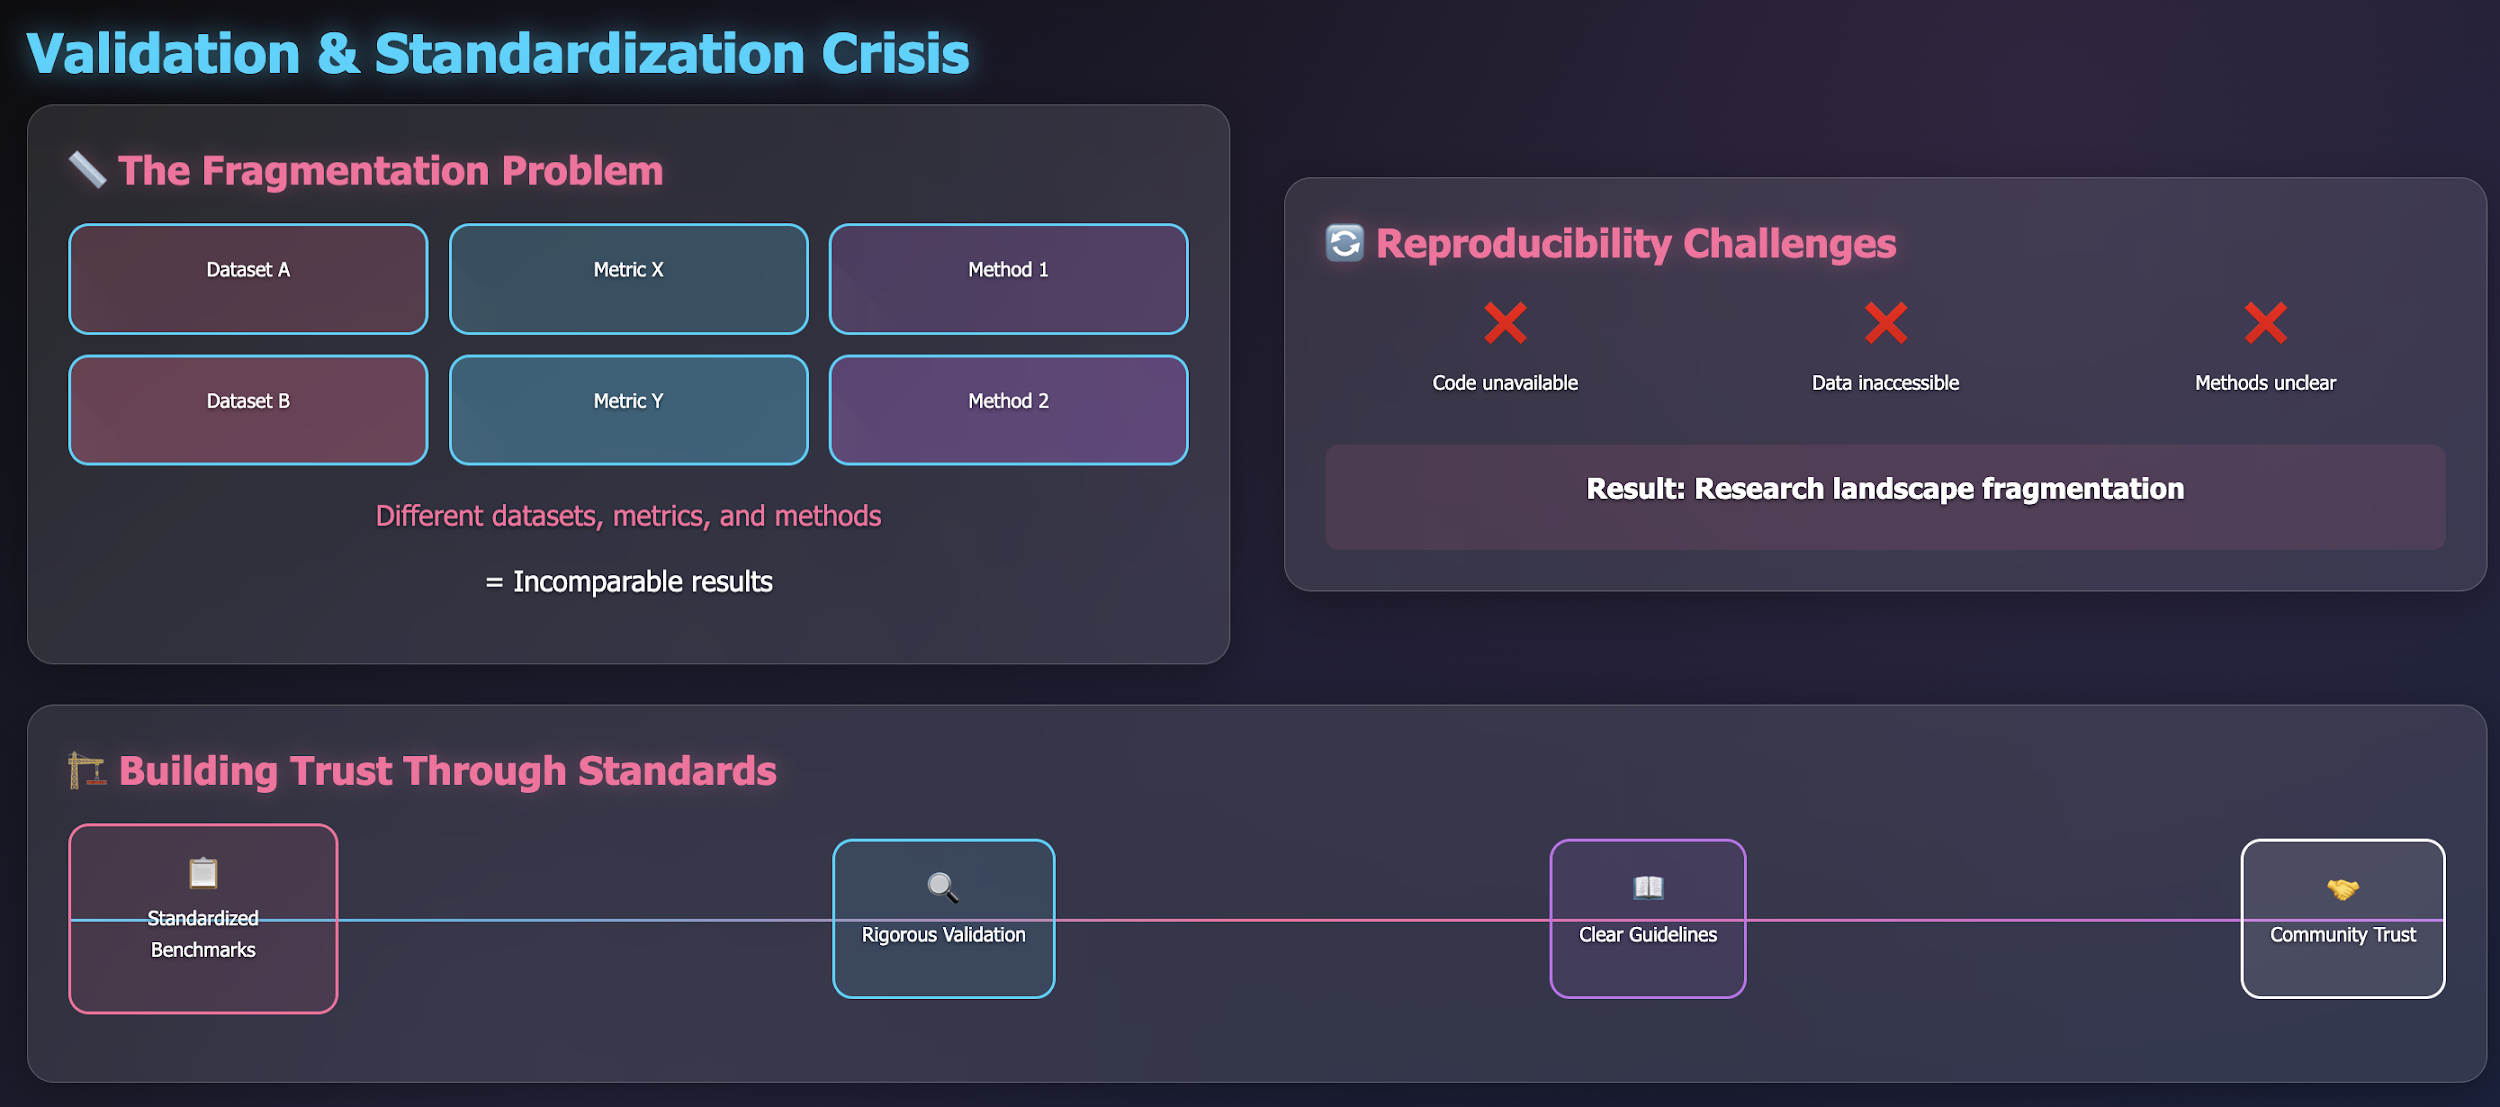 Validation & Standardization Crisis
The Fragmentation Problem
Dataset A
Metric X
Method 1
Dataset B
Metric Y
Method 2
Different datasets, metrics, and methods
= Incomparable results
Reproducibility Challenges
Code unavailable
Data inaccessible
Methods unclear
Result: Research landscape fragmentation
Building Trust Through Standards
Standardized
Benchmarks
Rigorous Validation
Clear Guidelines
Community Trust